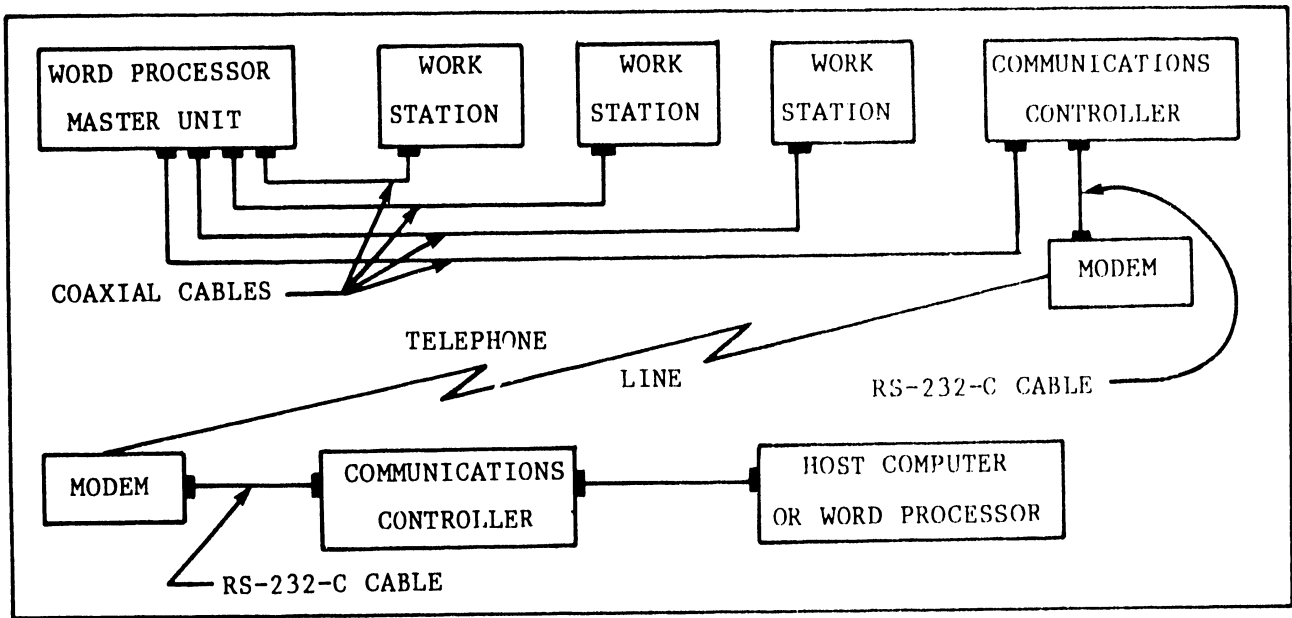 WORD PROCESSOR
MASTER UNIT
WORK
STATION
WORK
STATION
WORK
STATION
COMMUNICATIONS
CONTROLLER
MODEM
COAXIAL CABLES
TELEPHONE
LINE
RS-232-C CABLE
MODEM
COMMUNICATIONS
CONTROLLER
HOST COMPUTER
OR WORD PROCESSOR
RS-232-C CABLE